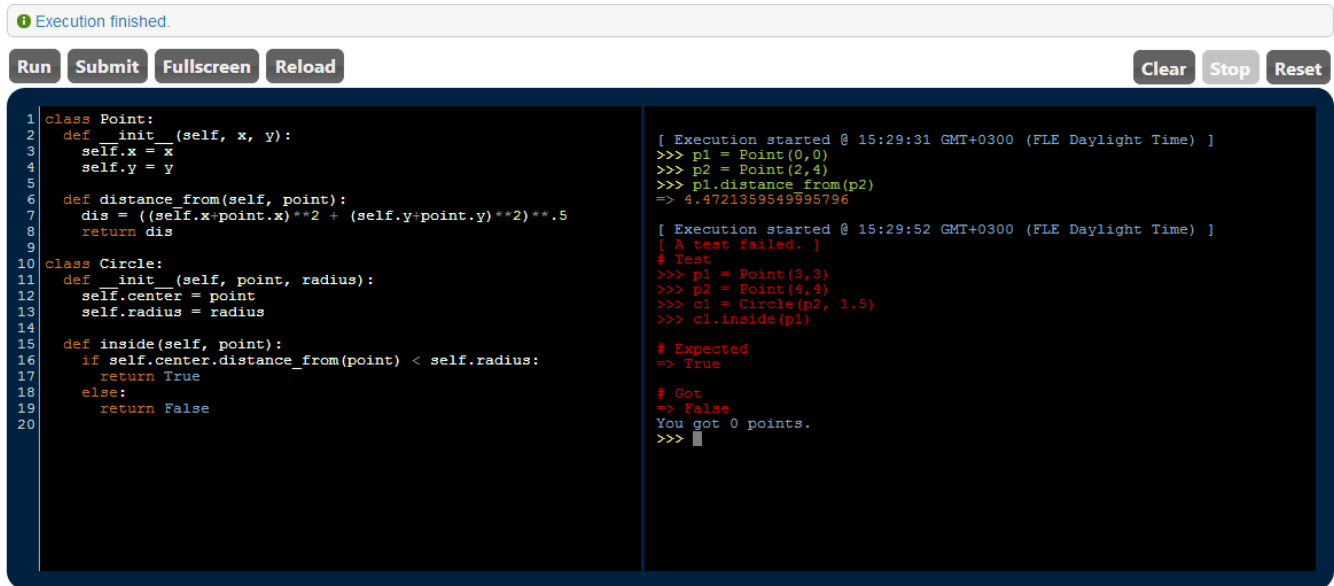 Execution finished.
Run Submit Fullscreen Reload Clear Stop Reset
1 class Point:
2   def __init__(self, x, y):
3     self.x = x
4     self.y = y
5
6   def distance_from(self, point):
7     dis = ((self.x+point.x)**2 + (self.y+point.y)**2)**.5
8     return dis
9
10 class Circle:
11   def __init__(self, point, radius):
12     self.center = point
13     self.radius = radius
14
15   def inside(self, point):
16     if self.center.distance_from(point) < self.radius:
17       return True
18     else:
19       return False
20
[ Execution started @ 15:29:31 GMT+0300 (FLE Daylight Time) ]
>>> p1 = Point(0,0)
>>> p2 = Point(2,4)
>>> p1.distance_from(p2)
=> 4.4721359549995796
[ Execution started @ 15:29:52 GMT+0300 (FLE Daylight Time) ]
[ A test failed. ]
# Test
>>> p1 = Point(3,3)
>>> p2 = Point(4,4)
>>> c1 = Circle(p2, 1.5)
>>> c1.inside(p1)
# Expected
=> True
# Got
=> False
You got 0 points.
>>>